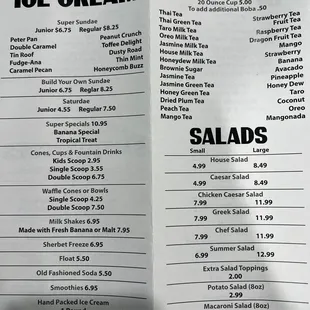 ICE CREAM
Super Sundae
Junior $6.75 Regular $8.25
Peter Pan Peanut Crunch
Double Caramel Toffee Delight
Tin Roof Dusty Road
Fudge-Ana Thin Mint
Caramel Pecan Honeycomb Buzz
Build Your Own Sundae
Junior 6.75 Reglar 8.25
Saturdae
4.55 Regular 7.50
Super Specials 10.95
Banana Special
Tropical Treat
Cones, Cups & Fountain Drinks
Kids Scoop 2.95
Single Scoop 3.55
Double Scoop 6.75
Waffle Cones or Bowls
Single Scoop 4.25
Double Scoop 7.50
Milk Shakes 6.95
Made with Fresh Banana or Malt 7.95
Sherbet Freeze 6.95
Float 5.50
Old Fashioned Soda 5.50
Smoothies 6.95
Hand Packed Ice Cream
20 Ounce Cup 5.00
To add additional Boba .50
Thai Tea Strawberry Tea
Thai Green Tea Fruit Tea
Taro Milk Tea Raspberry Tea
Oreo Milk Tea Dragon Fruit Tea
Jasmine Milk Tea Mango
Honey Milk Tea Strawberry
Honeydew Milk Tea Banana
Brownie Sugar Avacado
Jasmine Tea Pineapple
Jasmine Green Tea Honey Dew
Honey Green Tea Taro
Dried Plum Tea Coconut
Peach Tea Oreo
Mango Tea Mangonada
SALADS
Small Large
House Salad
4.99 8.49
Caesar Salad
4.99 8.49
Chicken Caesar Salad
7.99 11.99
Greek Salad
7.99 11.99
Chef Salad
7.99 11.99
Summer Salad
6.99 12.99
Extra Salad Toppings
2.00
Potato Salad (8oz)
2.99
Macaroni Salad (8oz)